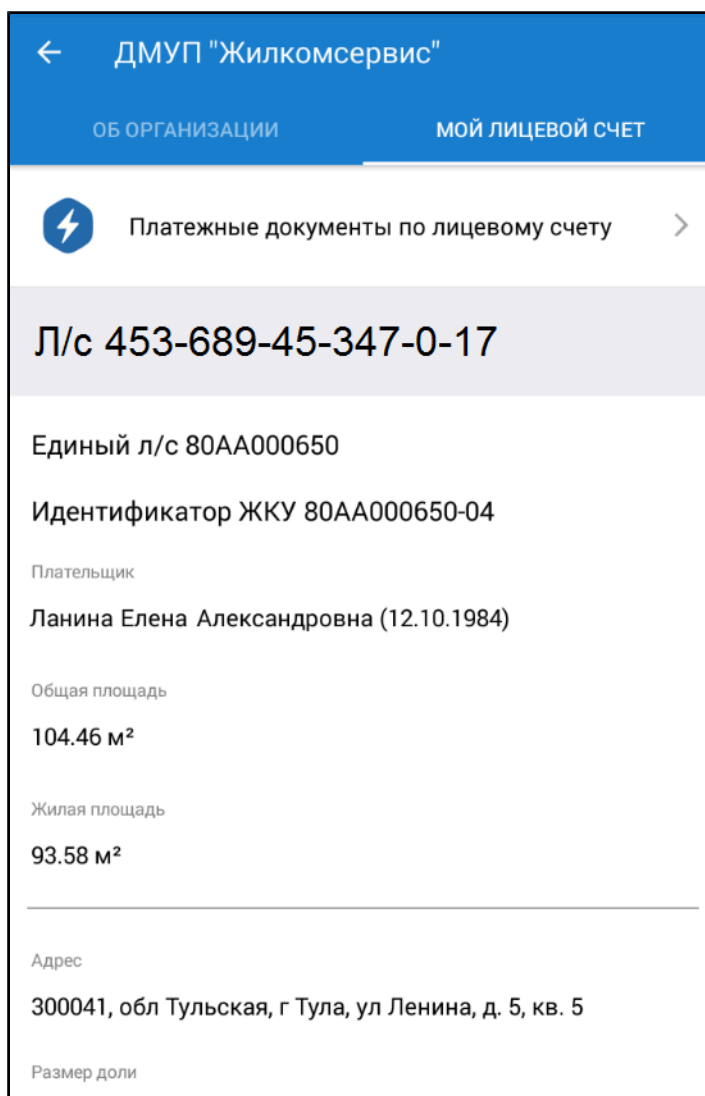 ДМУП "Жилкомсервис"
ОБ ОРГАНИЗАЦИИ
МОЙ ЛИЦЕВОЙ СЧЕТ
Платежные документы по лицевому счету
Л/с 453-689-45-347-0-17
Единый л/с 80АА000650
Идентификатор ЖКУ 80АА000650-04
Плательщик
Ланина Елена Александровна (12.10.1984)
Общая площадь
104.46 м²
Жилая площадь
93.58 м²
Адрес
300041, обл Тульская, г Тула, ул Ленина, д. 5, кв. 5
Размер доли